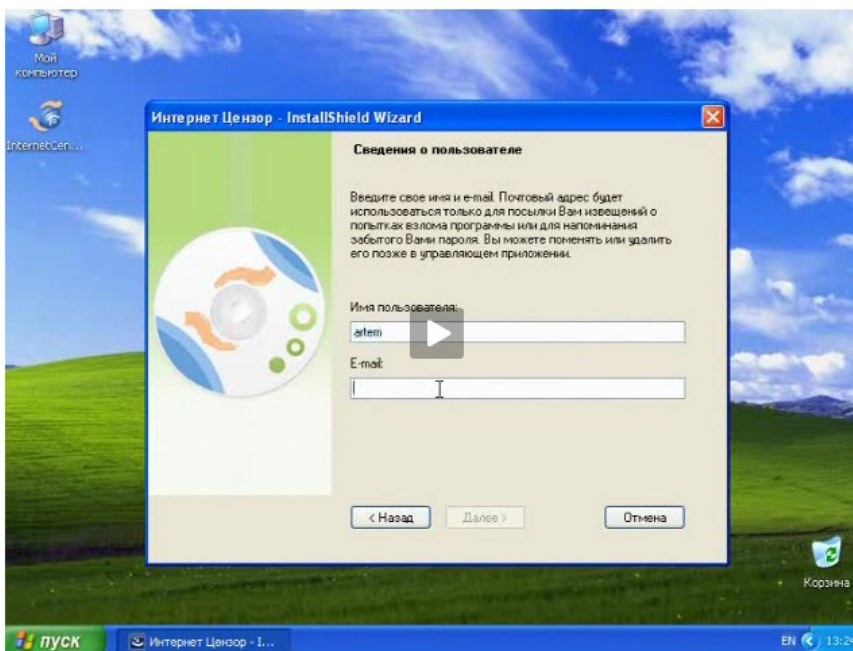 Мой
компьютер
InternetCen...
Интернет Цензор - InstallShield Wizard
Сведения о пользователе
Введите свое имя и e-mail. Почтовый адрес будет
использоваться только для посылки Вам извещений о
попытках взлома программы или для напоминания
забытого Вами пароля. Вы можете поменять или удалить
его позже в управляющем приложении.
Имя пользователя:
artem
E-mail:
< Назад
Далее >
Отмена
Корзина
пуск
Интернет Цензор - I...
EN
13:24